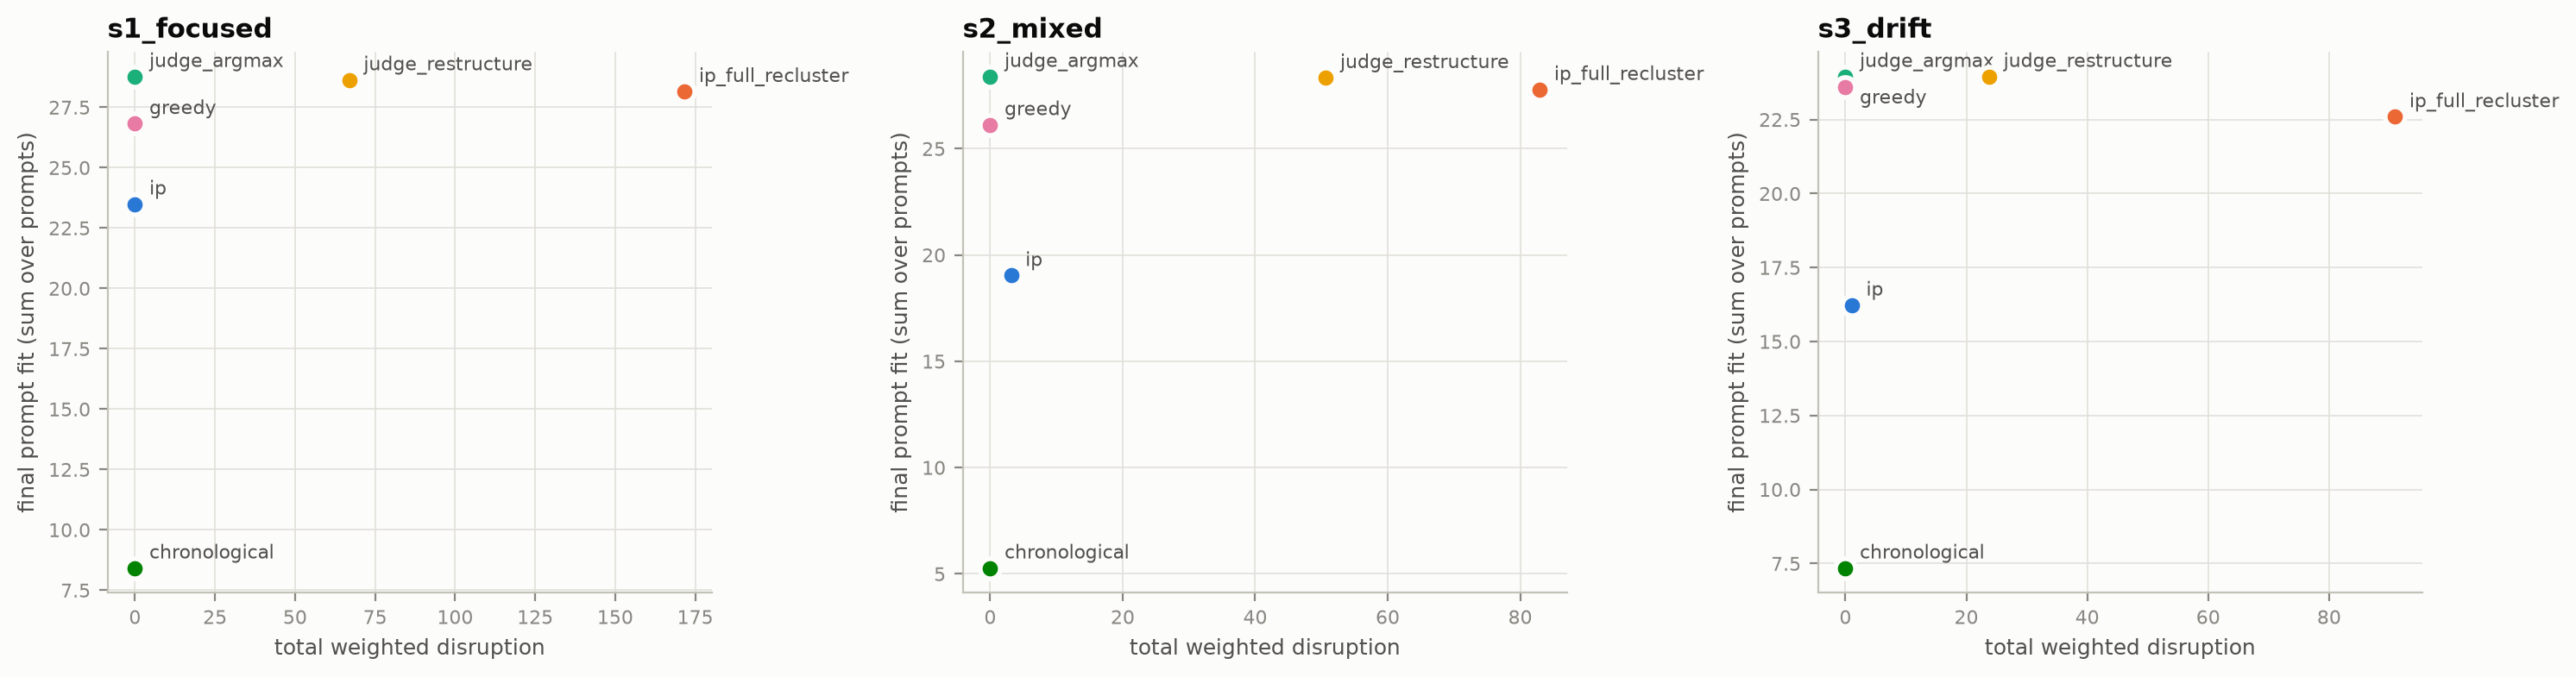 s1_focused
final prompt fit (sum over prompts)
27.5
25.0
22.5
20.0
17.5
15.0
12.5
10.0
7.5
judge_argmax
judge_restructure
ip_full_recluster
greedy
ip
chronological
0 25 50 75 100 125 150 175
total weighted disruption
s2_mixed
final prompt fit (sum over prompts)
25
20
15
10
5
judge_argmax
judge_restructure
ip_full_recluster
greedy
ip
chronological
0 20 40 60 80
total weighted disruption
s3_drift
final prompt fit (sum over prompts)
22.5
20.0
17.5
15.0
12.5
10.0
7.5
judge_argmax
judge_restructure
greedy
ip_full_recluster
ip
chronological
0 20 40 60 80
total weighted disruption